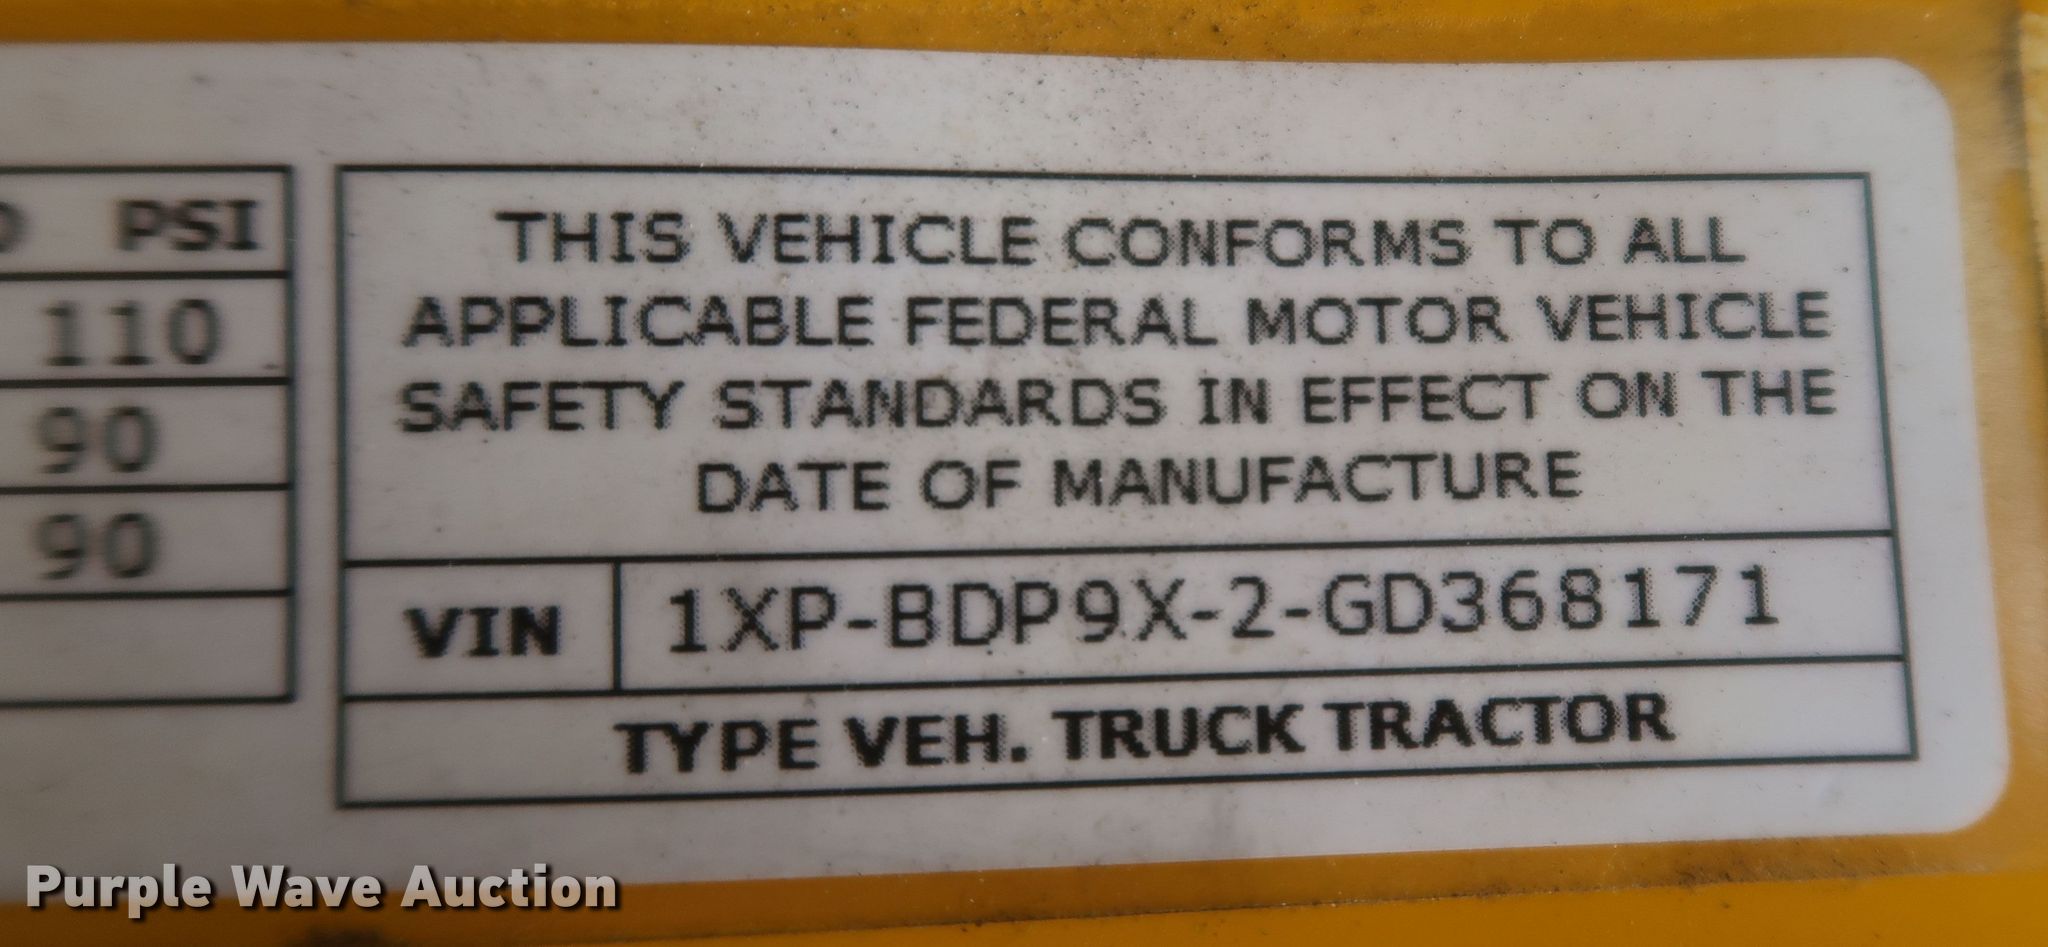 PSI
110
90
90
THIS VEHICLE CONFORMS TO ALL
APPLICABLE FEDERAL MOTOR VEHICLE
SAFETY STANDARDS IN EFFECT ON THE
DATE OF MANUFACTURE
VIN 1XP-BDP9X-2-GD368171
TYPE VEH. TRUCK TRACTOR
Purple Wave Auction